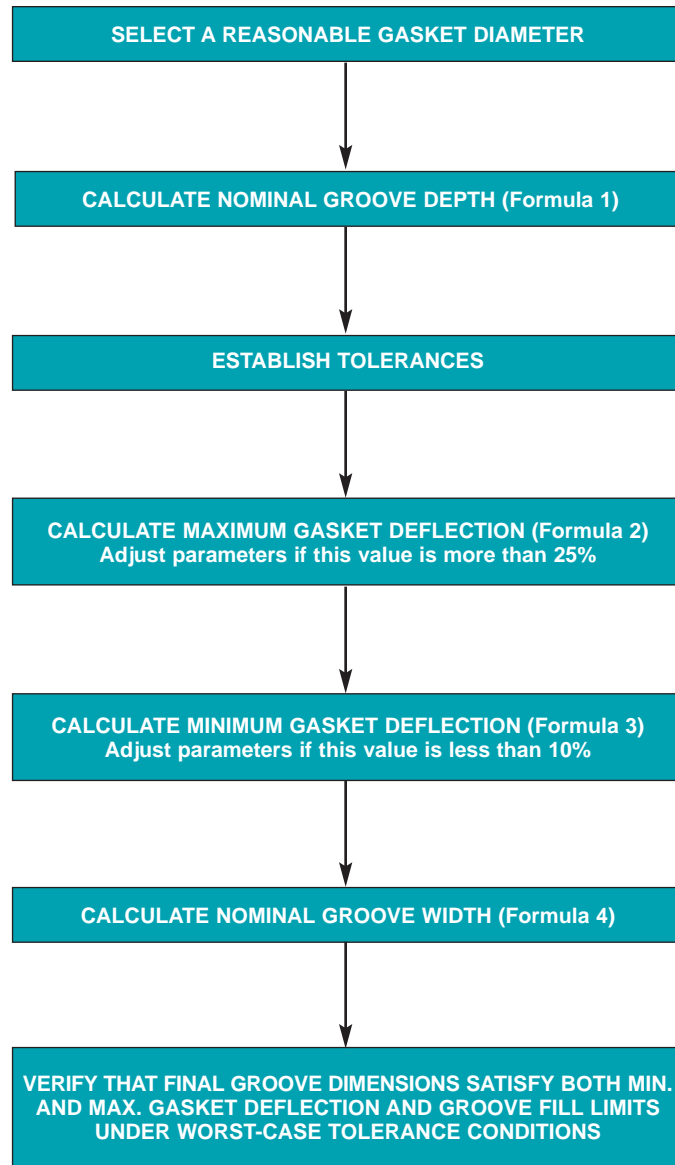 SELECT A REASONABLE GASKET DIAMETER
CALCULATE NOMINAL GROOVE DEPTH (Formula 1)
ESTABLISH TOLERANCES
CALCULATE MAXIMUM GASKET DEFLECTION (Formula 2)
Adjust parameters if this value is more than 25%
CALCULATE MINIMUM GASKET DEFLECTION (Formula 3)
Adjust parameters if this value is less than 10%
CALCULATE NOMINAL GROOVE WIDTH (Formula 4)
VERIFY THAT FINAL GROOVE DIMENSIONS SATISFY BOTH MIN.
AND MAX. GASKET DEFLECTION AND GROOVE FILL LIMITS
UNDER WORST-CASE TOLERANCE CONDITIONS